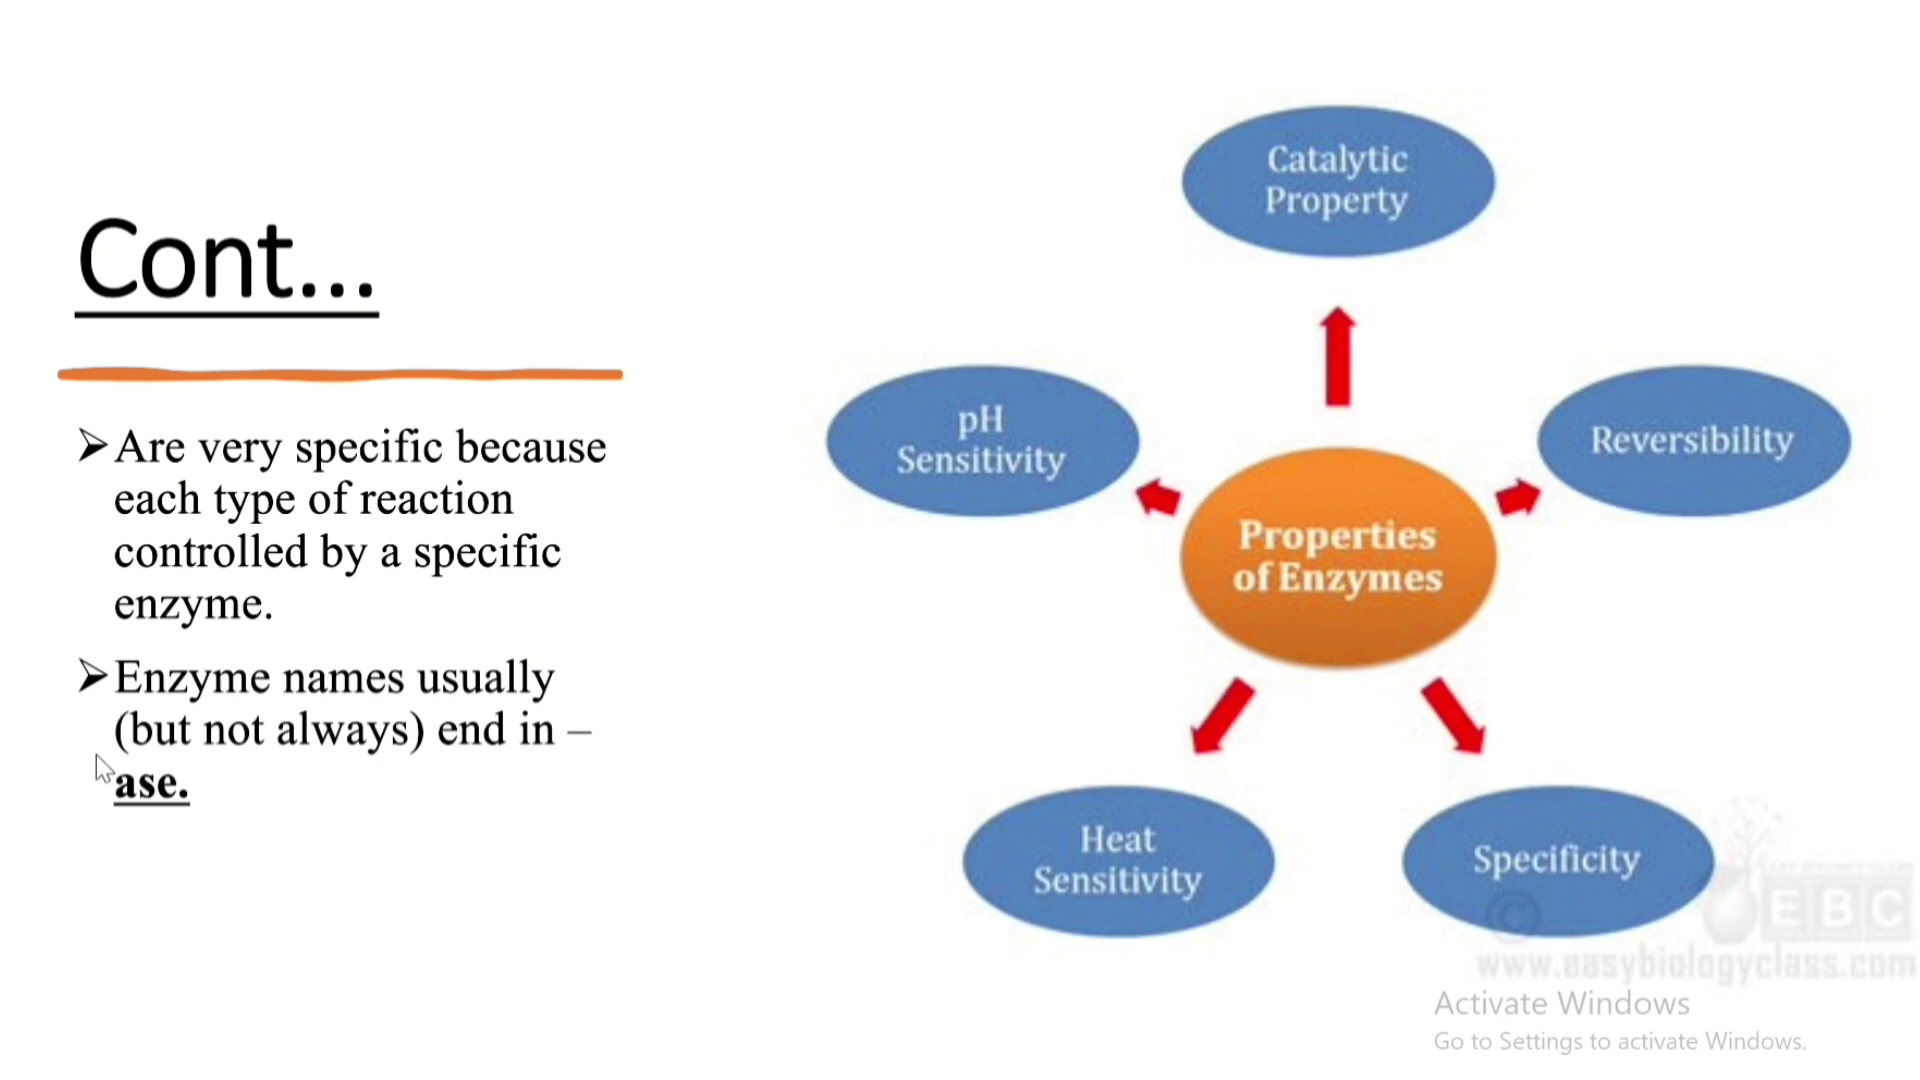 Cont...
➤Are very specific because
each type of reaction
controlled by a specific
enzyme.
➤Enzyme names usually
(but not always) end in –
ase.
Catalytic
Property
pH
Sensitivity
Reversibility
Properties
of Enzymes
Heat
Sensitivity
Specificity
©
EBC
www.easybiologyclass.com
Activate Windows
Go to Settings to activate Windows.